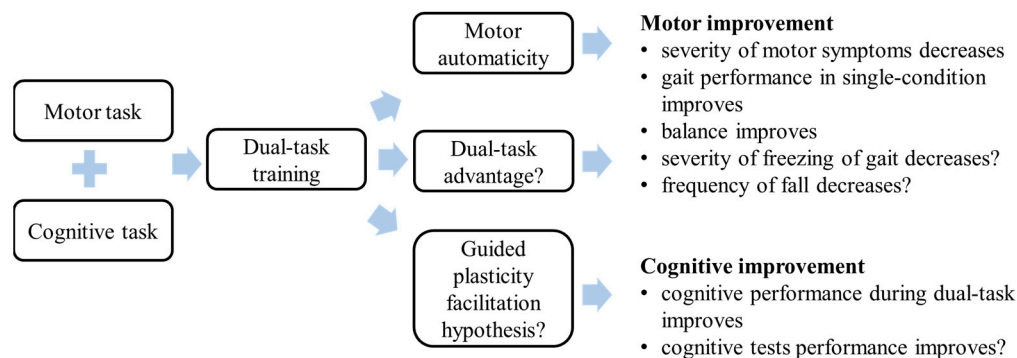 Motor task
Cognitive task
Dual-task
training
Motor
automaticity
Dual-task
advantage?
Guided
plasticity
facilitation
hypothesis?
Motor improvement
• severity of motor symptoms decreases
• gait performance in single-condition
improves
• balance improves
• severity of freezing of gait decreases?
• frequency of fall decreases?
Cognitive improvement
• cognitive performance during dual-task
improves
• cognitive tests performance improves?